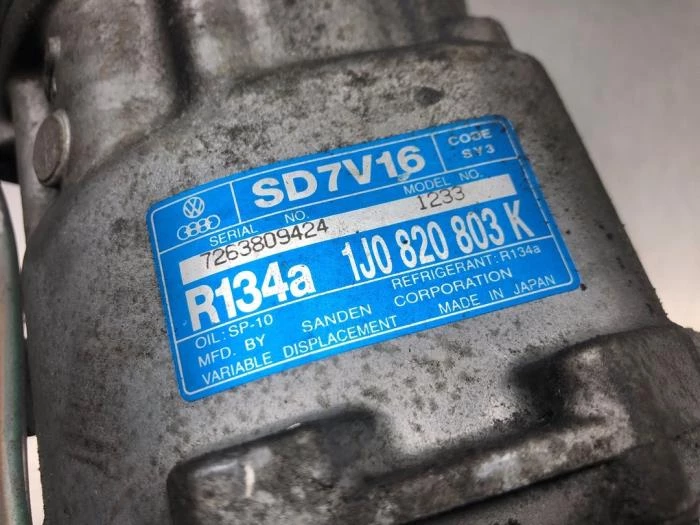 SD7V16
CODE
SY3
SERIAL NO.
MODEL NO.
7263809424
1233
R134a 1J0 820 803 K
OIL: SP-10
REFRIGERANT: R134a
MFD. BY SANDEN CORPORATION
VARIABLE DISPLACEMENT MADE IN JAPAN